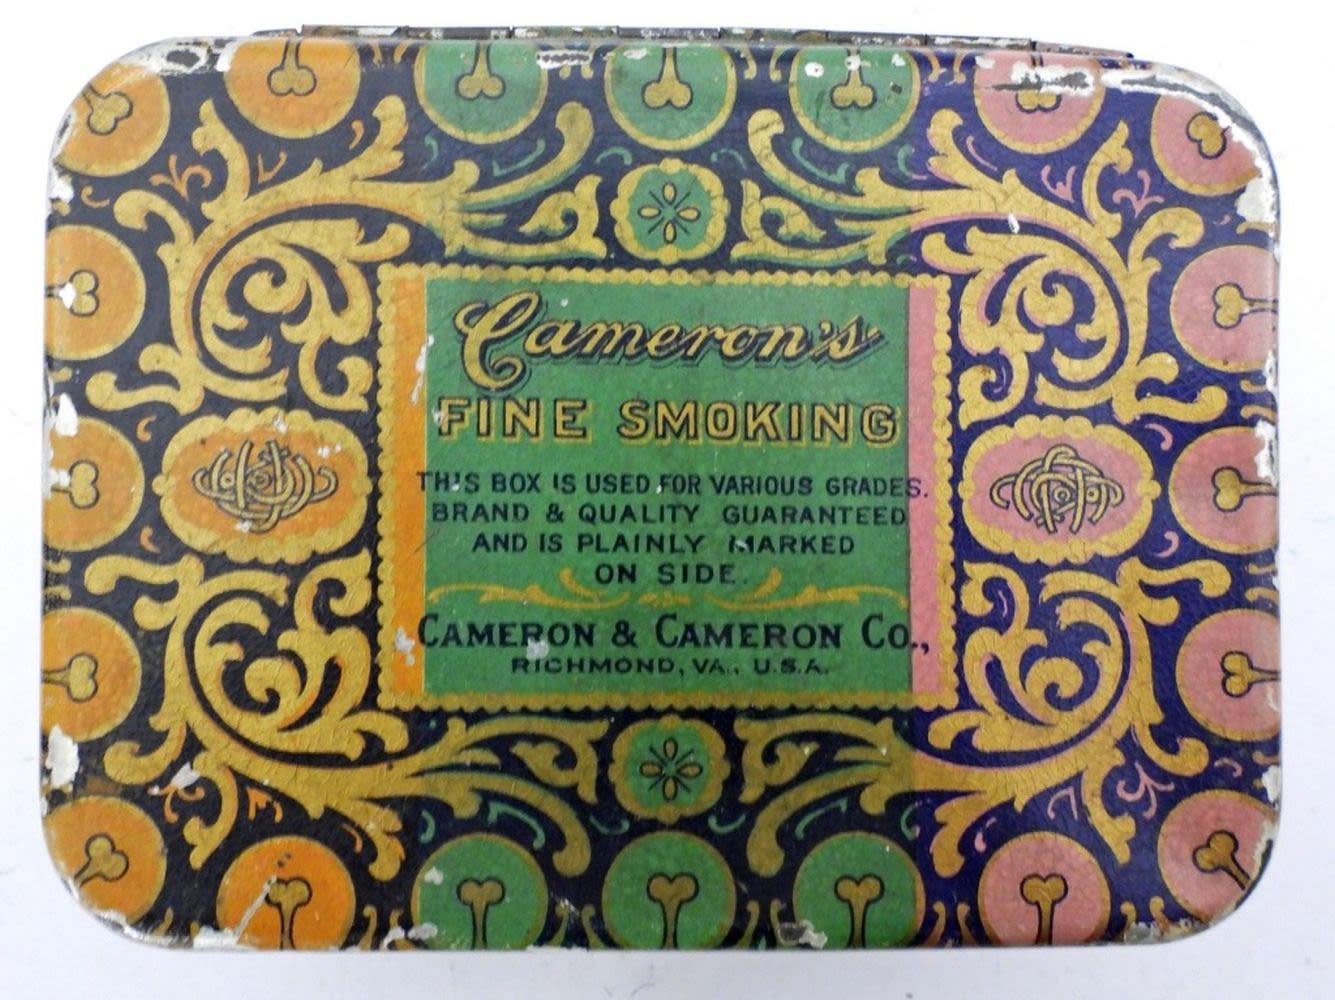 Cameron's
FINE SMOKING
THIS BOX IS USED FOR VARIOUS GRADES.
BRAND & QUALITY GUARANTEED
AND IS PLAINLY MARKED
ON SIDE.
CAMERON & CAMERON CO.,
RICHMOND, VA., U.S.A.